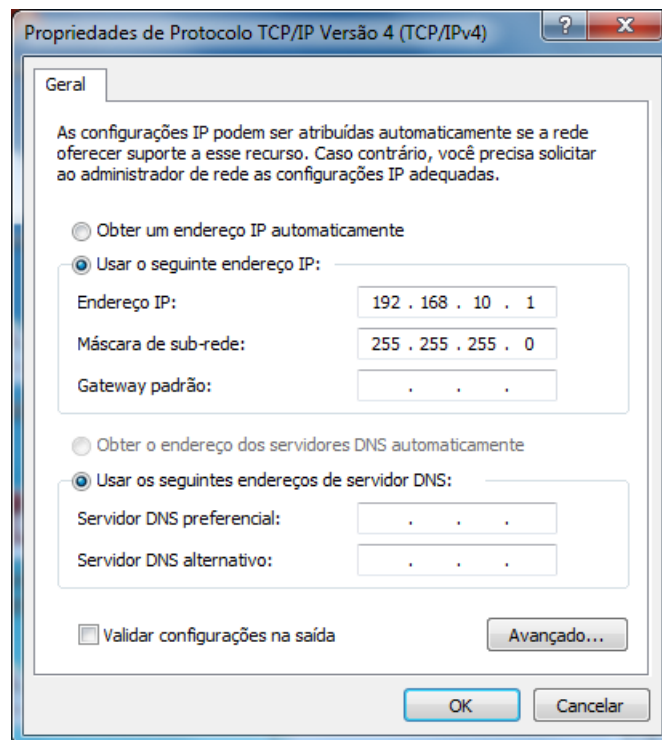 Propriedades de Protocolo TCP/IP Versão 4 (TCP/IPv4)
?
X
Geral
As configurações IP podem ser atribuídas automaticamente se a rede
oferecer suporte a esse recurso. Caso contrário, você precisa solicitar
ao administrador de rede as configurações IP adequadas.
Obter um endereço IP automaticamente
Usar o seguinte endereço IP:
Endereço IP: 192 . 168 . 10 . 1
Máscara de sub-rede: 255 . 255 . 255 . 0
Gateway padrão: . . .
Obter o endereço dos servidores DNS automaticamente
Usar os seguintes endereços de servidor DNS:
Servidor DNS preferencial: . . .
Servidor DNS alternativo: . . .
Validar configurações na saída
Avançado...
OK Cancelar